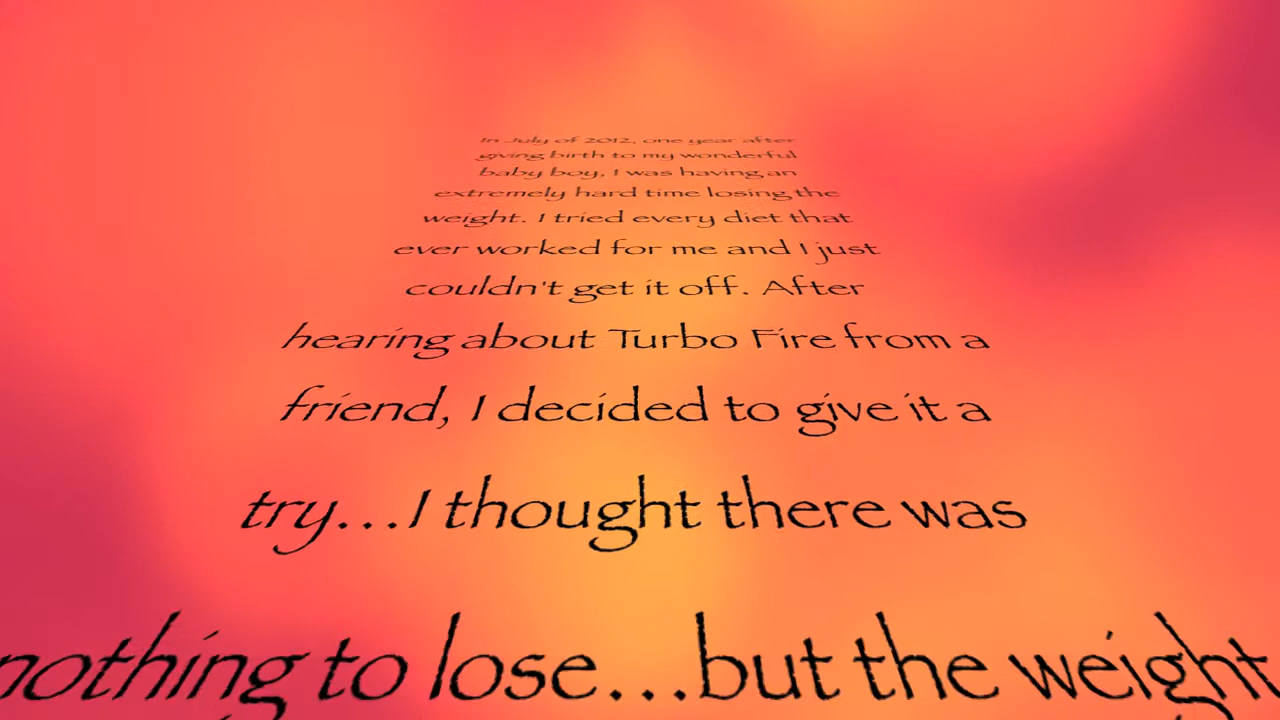 In July of 2012, one year after
giving birth to my wonderful
baby boy, I was having an
extremely hard time losing the
weight. I tried every diet that
ever worked for me and I just
couldn't get it off. After
hearing about Turbo Fire from a
friend, I decided to give it a
try...I thought there was
nothing to lose...but the weight